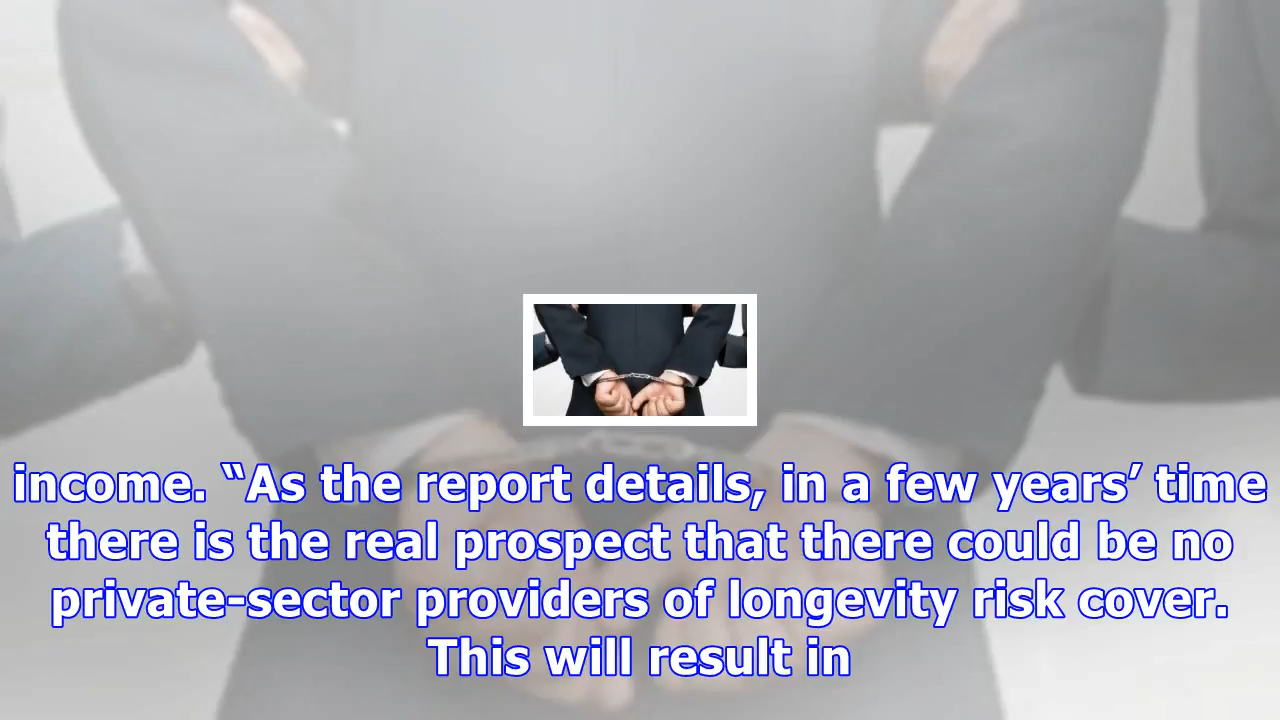 income. “As the report details, in a few years’ time
there is the real prospect that there could be no
private-sector providers of longevity risk cover.
This will result in